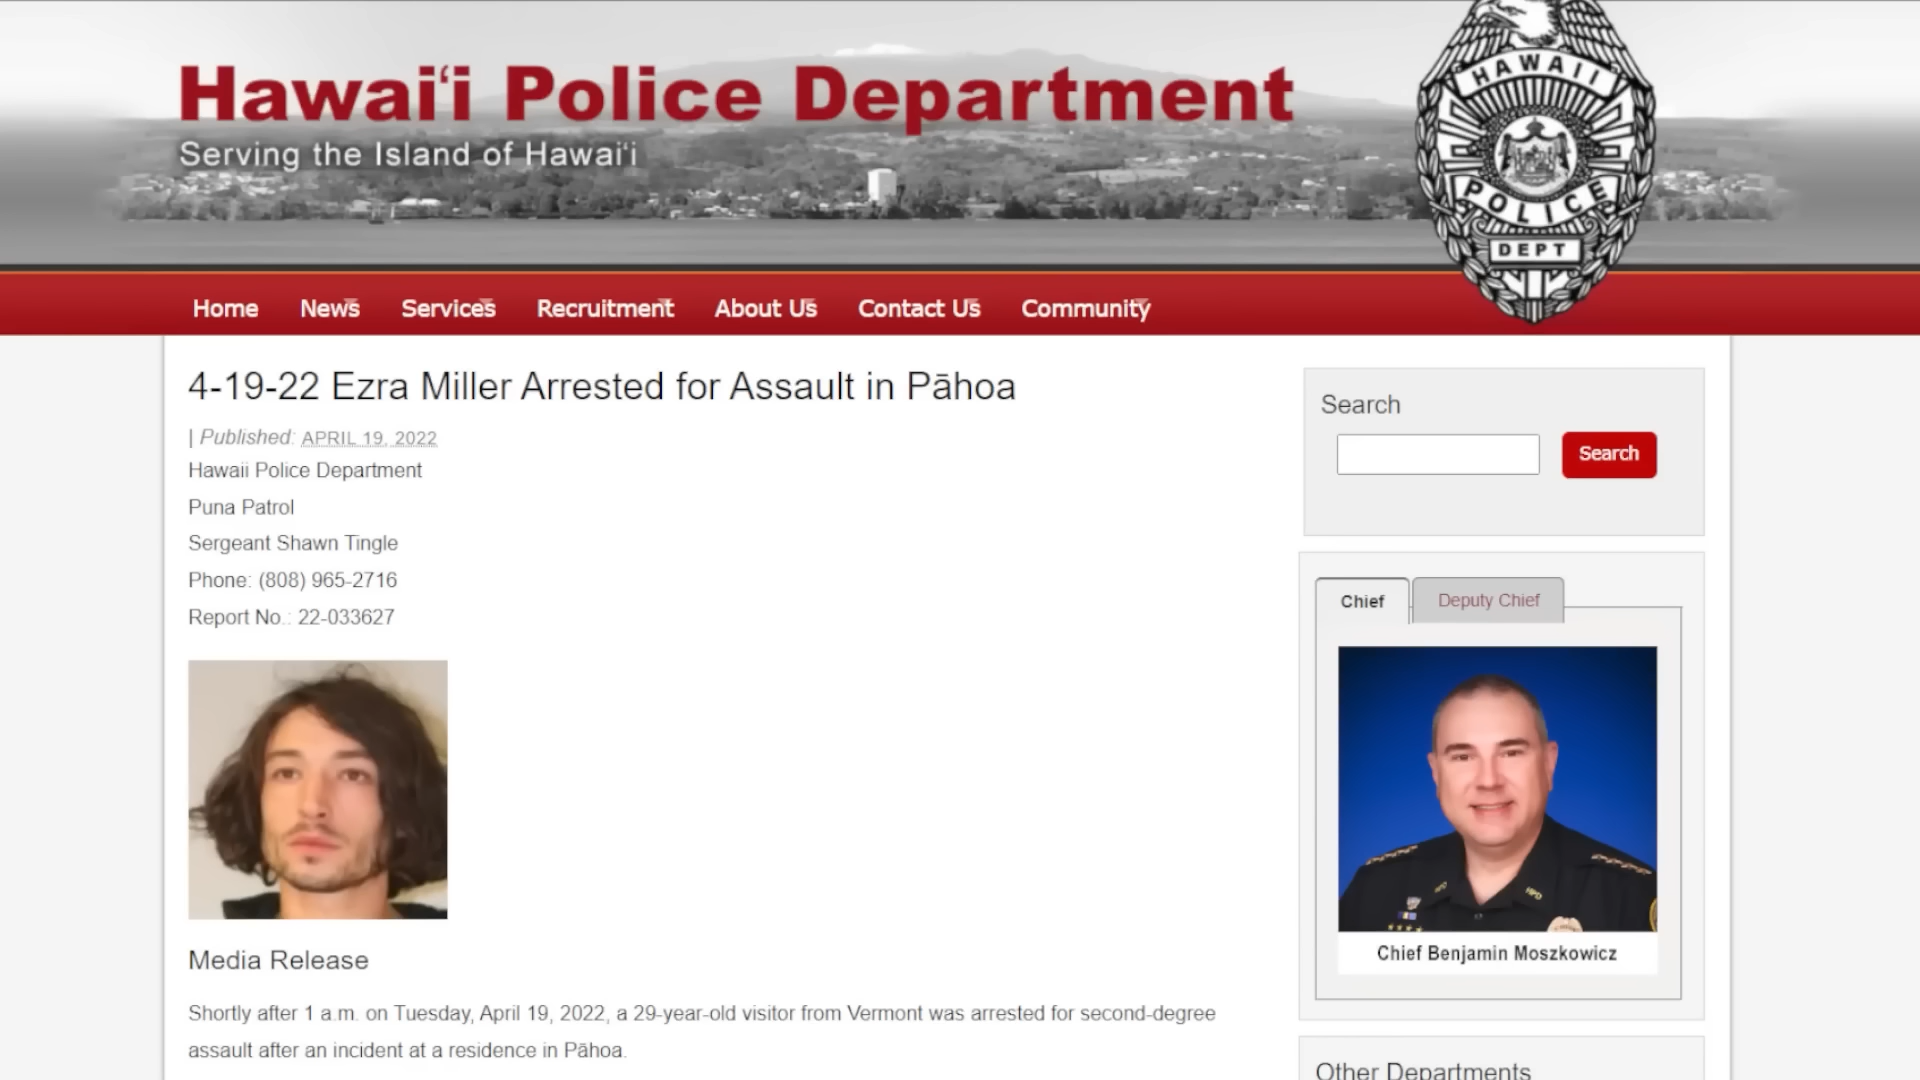 Hawaiʻi Police Department
Serving the Island of Hawaiʻi
HAWAII
POLICE
DEPT
Home News Services Recruitment About Us Contact Us Community
4-19-22 Ezra Miller Arrested for Assault in Pāhoa
| Published: APRIL 19, 2022
Hawaii Police Department
Puna Patrol
Sergeant Shawn Tingle
Phone: (808) 965-2716
Report No.: 22-033627
Media Release
Shortly after 1 a.m. on Tuesday, April 19, 2022, a 29-year-old visitor from Vermont was arrested for second-degree
assault after an incident at a residence in Pāhoa.
Search
Search
Chief Deputy Chief
HPD
Chief Benjamin Moszkowicz
Other Departments